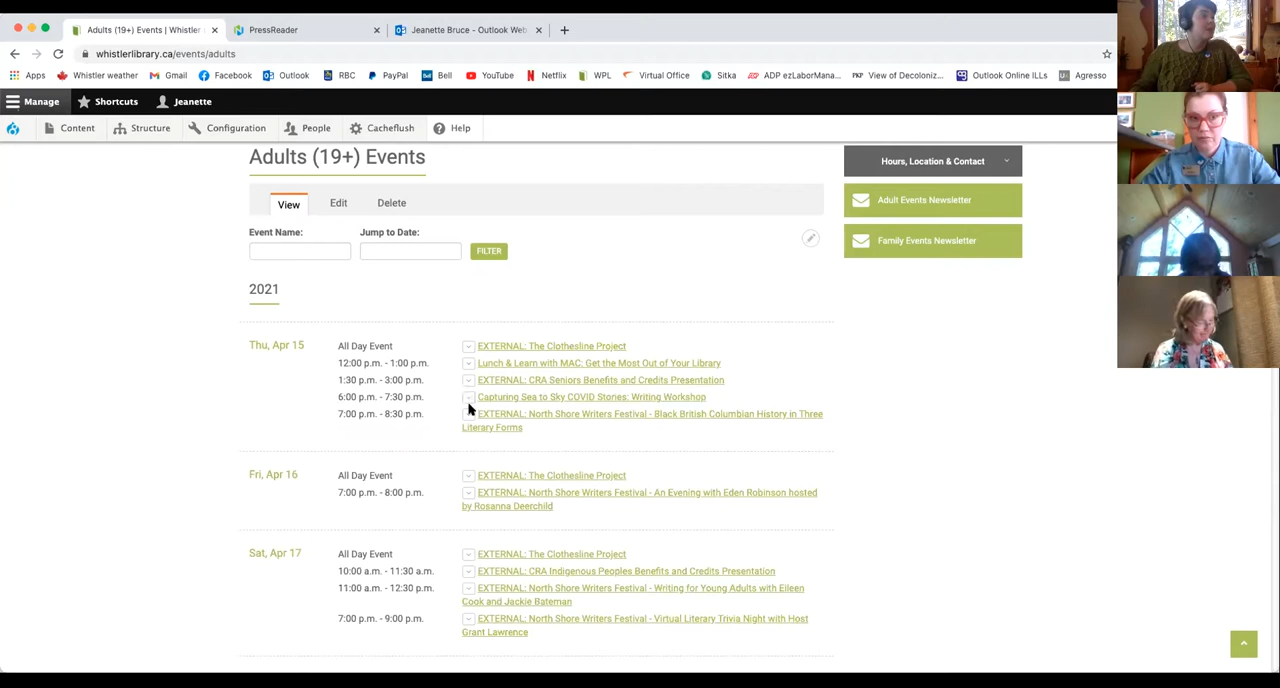 Adults (19+) Events | Whistler
PressReader
Jeanette Bruce - Outlook Web
whistlerlibrary.ca/events/adults
Apps Whistler weather Gmail Facebook Outlook RBC PayPal Bell YouTube Netflix WPL Virtual Office Sitka ADP ezLaborMana... View of Decoloniz... Outlook Online ILLs Agresso
Manage Shortcuts Jeanette
Content Structure Configuration People Cacheflush Help
Adults (19+) Events
Hours, Location & Contact
View Edit Delete
Adult Events Newsletter
Event Name: Jump to Date:
Family Events Newsletter
FILTER
2021
Thu, Apr 15 All Day Event EXTERNAL: The Clothesline Project
12:00 p.m. - 1:00 p.m. Lunch & Learn with MAC: Get the Most Out of Your Library
1:30 p.m. - 3:00 p.m. EXTERNAL: CRA Seniors Benefits and Credits Presentation
6:00 p.m. - 7:30 p.m. Capturing Sea to Sky COVID Stories: Writing Workshop
7:00 p.m. - 8:30 p.m. EXTERNAL: North Shore Writers Festival - Black British Columbian History in Three
Literary Forms
Fri, Apr 16 All Day Event EXTERNAL: The Clothesline Project
7:00 p.m. - 8:00 p.m. EXTERNAL: North Shore Writers Festival - An Evening with Eden Robinson hosted
by Rosanna Deerchild
Sat, Apr 17 All Day Event EXTERNAL: The Clothesline Project
10:00 a.m. - 11:30 a.m. EXTERNAL: CRA Indigenous Peoples Benefits and Credits Presentation
11:00 a.m. - 12:30 p.m. EXTERNAL: North Shore Writers Festival - Writing for Young Adults with Eileen
Cook and Jackie Bateman
7:00 p.m. - 9:00 p.m. EXTERNAL: North Shore Writers Festival - Virtual Literary Trivia Night with Host
Grant Lawrence